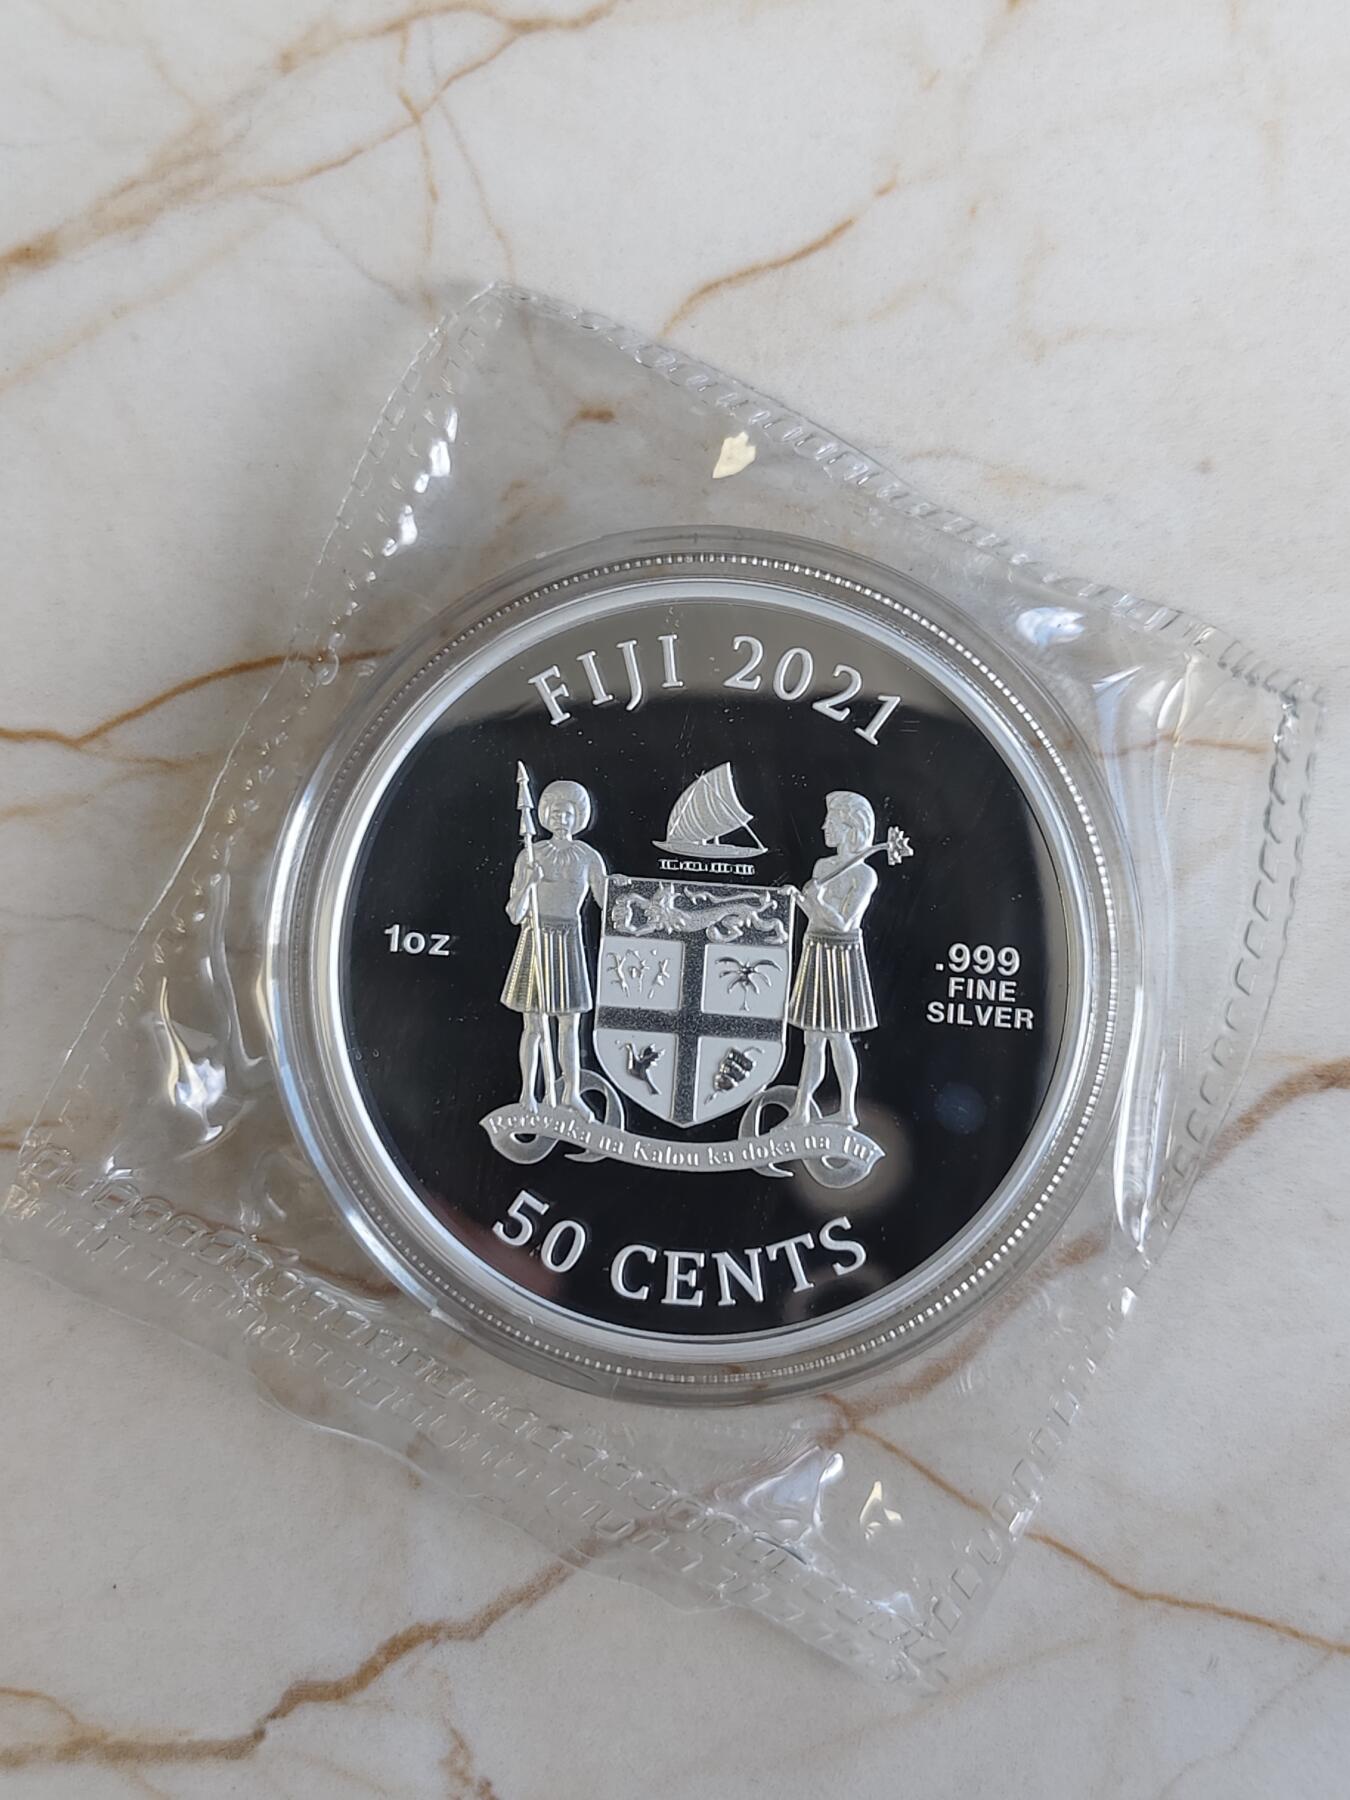 FIJI 2021
1oz
.999
FINE
SILVER
Rerevaka na Kalou ka doka na Tui
50 CENTS